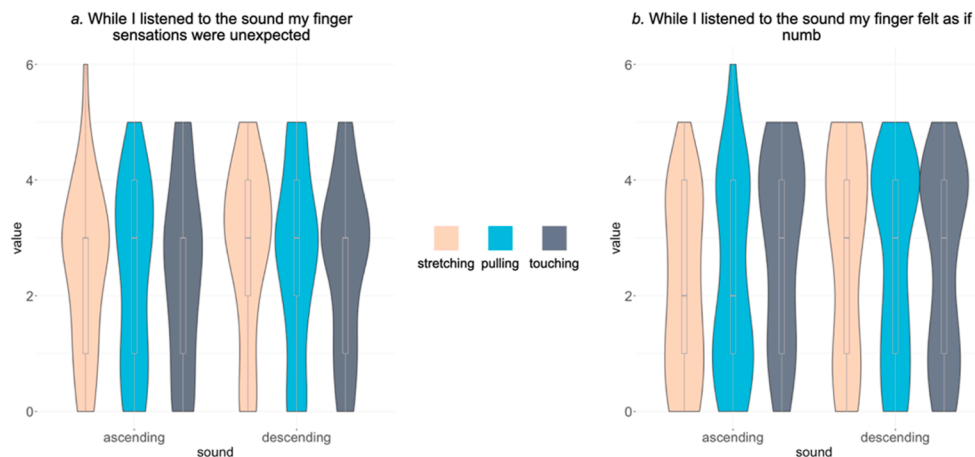 a. While I listened to the sound my finger
sensations were unexpected
6
4
2
0
value
ascending
descending
sound
stretching
pulling
touching
b. While I listened to the sound my finger felt as if
numb
6
4
2
0
value
ascending
descending
sound